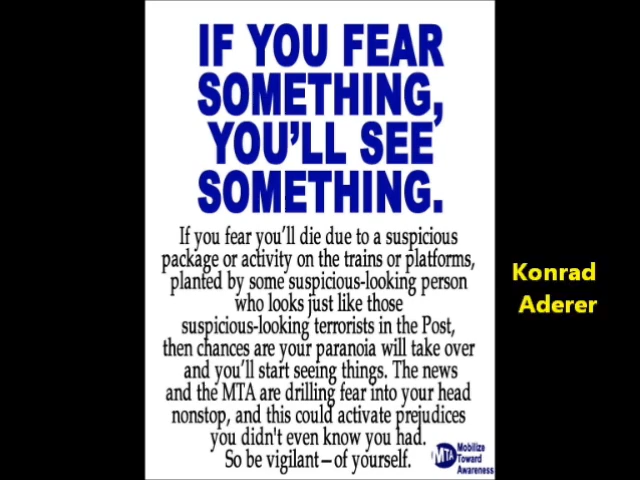 IF YOU FEAR
SOMETHING,
YOU'LL SEE
SOMETHING.
If you fear you'll die due to a suspicious
package or activity on the trains or platforms,
planted by some suspicious-looking person
who looks just like those
suspicious-looking terrorists in the Post,
then chances are your paranoia will take over
and you'll start seeing things. The news
and the MTA are drilling fear into your head
nonstop, and this could activate prejudices
you didn't even know you had.
So be vigilant—of yourself.
MTA
Mobilize
Toward
Awareness
Konrad
Aderer